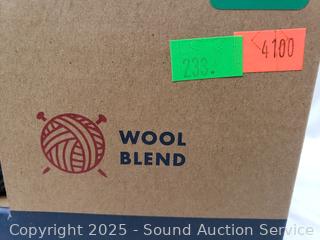 4100
233.
WOOL
BLEND
Copyright © 2025 - Sound Auction Service